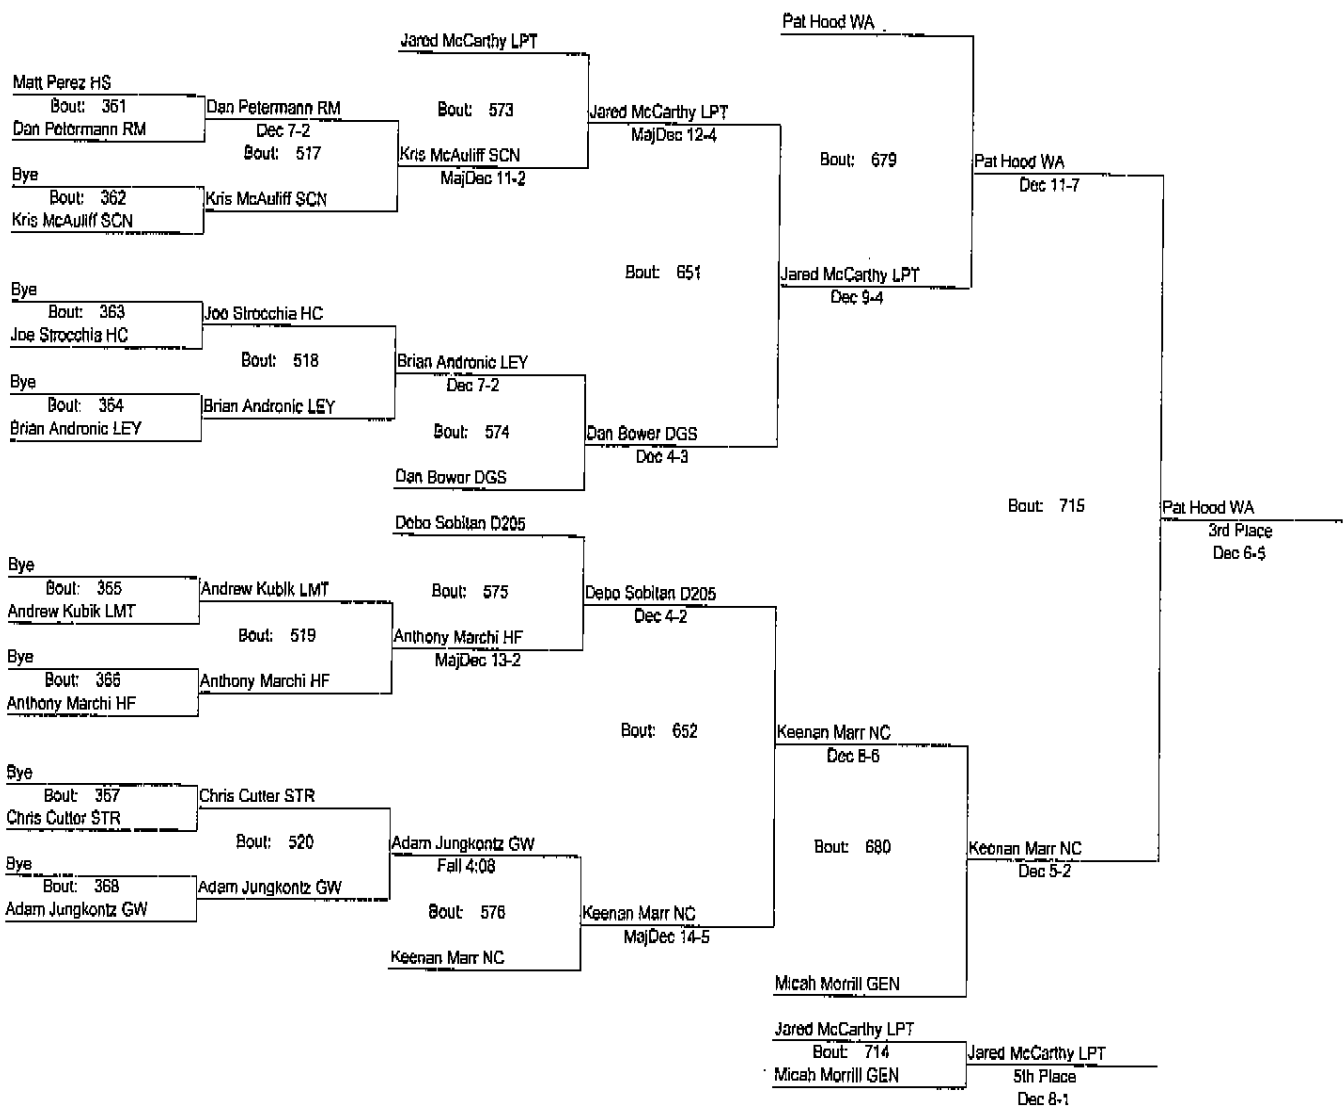 Pat Hood WA
Jared McCarthy LPT
Matt Perez HS
Bout: 361
Dan Petermann RM
Dan Petermann RM
Dec 7-2
Bout: 517
Bout: 573
Jared McCarthy LPT
MajDec 12-4
Kris McAuliff SCN
MajDec 11-2
Bye
Bout: 362
Kris McAuliff SCN
Kris McAuliff SCN
Bout: 679
Pat Hood WA
Dec 11-7
Bout: 651
Jared McCarthy LPT
Dec 9-4
Bye
Bout: 363
Joe Strocchia HC
Joe Strocchia HC
Bout: 518
Brian Andronic LEY
Dec 7-2
Bye
Bout: 364
Brian Andronic LEY
Brian Andronic LEY
Bout: 574
Dan Bower DGS
Dec 4-3
Dan Bower DGS
Bout: 715
Pat Hood WA
3rd Place
Dec 6-5
Debo Sobitan D205
Bye
Bout: 365
Andrew Kubik LMT
Andrew Kubik LMT
Bout: 575
Debo Sobitan D205
Dec 4-2
Bout: 519
Anthony Marchi HF
MajDec 13-2
Bye
Bout: 366
Anthony Marchi HF
Anthony Marchi HF
Bout: 652
Keenan Marr NC
Dec 8-6
Bye
Bout: 367
Chris Cutter STR
Chris Cutter STR
Bout: 520
Adam Jungkontz GW
Fall 4:08
Bye
Bout: 368
Adam Jungkontz GW
Adam Jungkontz GW
Bout: 576
Keenan Marr NC
MajDec 14-5
Keenan Marr NC
Bout: 680
Keenan Marr NC
Dec 5-2
Micah Morrill GEN
Jared McCarthy LPT
Bout: 714
Micah Morrill GEN
Jared McCarthy LPT
5th Place
Dec 8-1